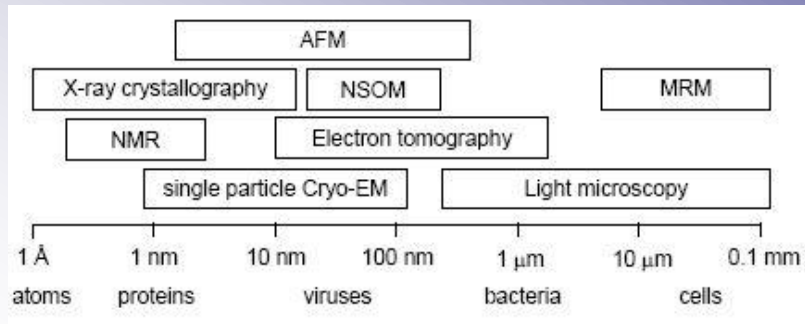 AFM
X-ray crystallography NSOM MRM
NMR Electron tomography
single particle Cryo-EM Light microscopy
1 Å 1 nm 10 nm 100 nm 1 μm 10 μm 0.1 mm
atoms proteins viruses bacteria cells